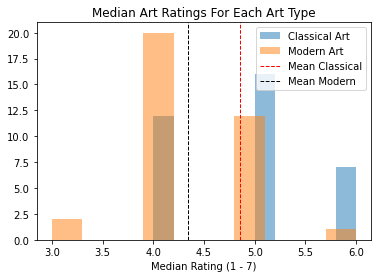 Median Art Ratings For Each Art Type
20.0
17.5
15.0
12.5
10.0
7.5
5.0
2.5
0.0
Classical Art
Modern Art
Mean Classical
Mean Modern
3.0 3.5 4.0 4.5 5.0 5.5 6.0
Median Rating (1 - 7)